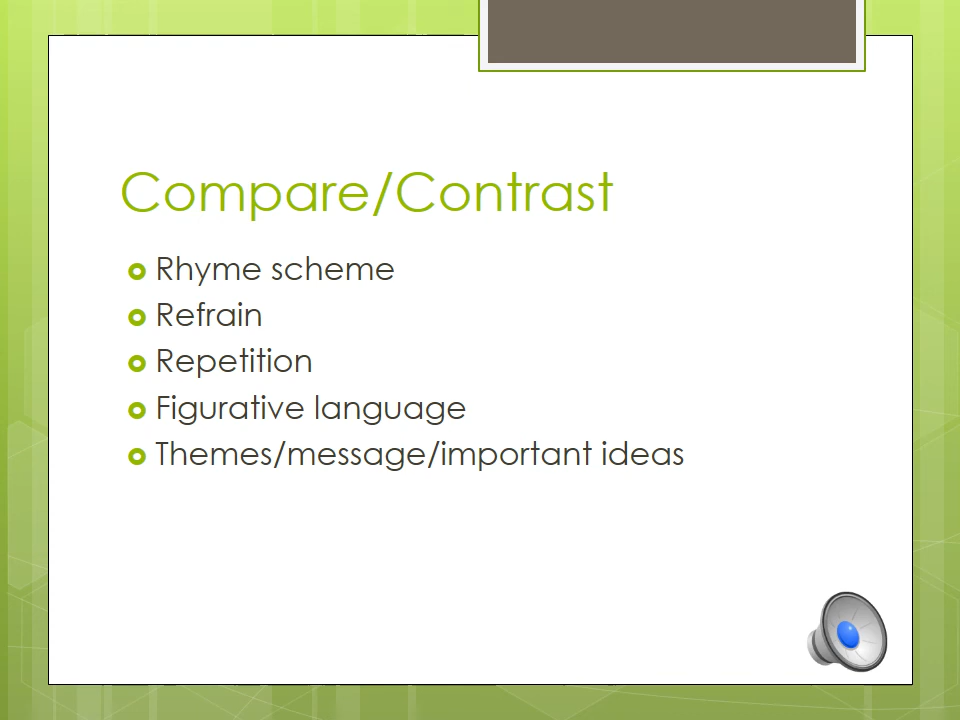 Compare/Contrast
Rhyme scheme
Refrain
Repetition
Figurative language
Themes/message/important ideas